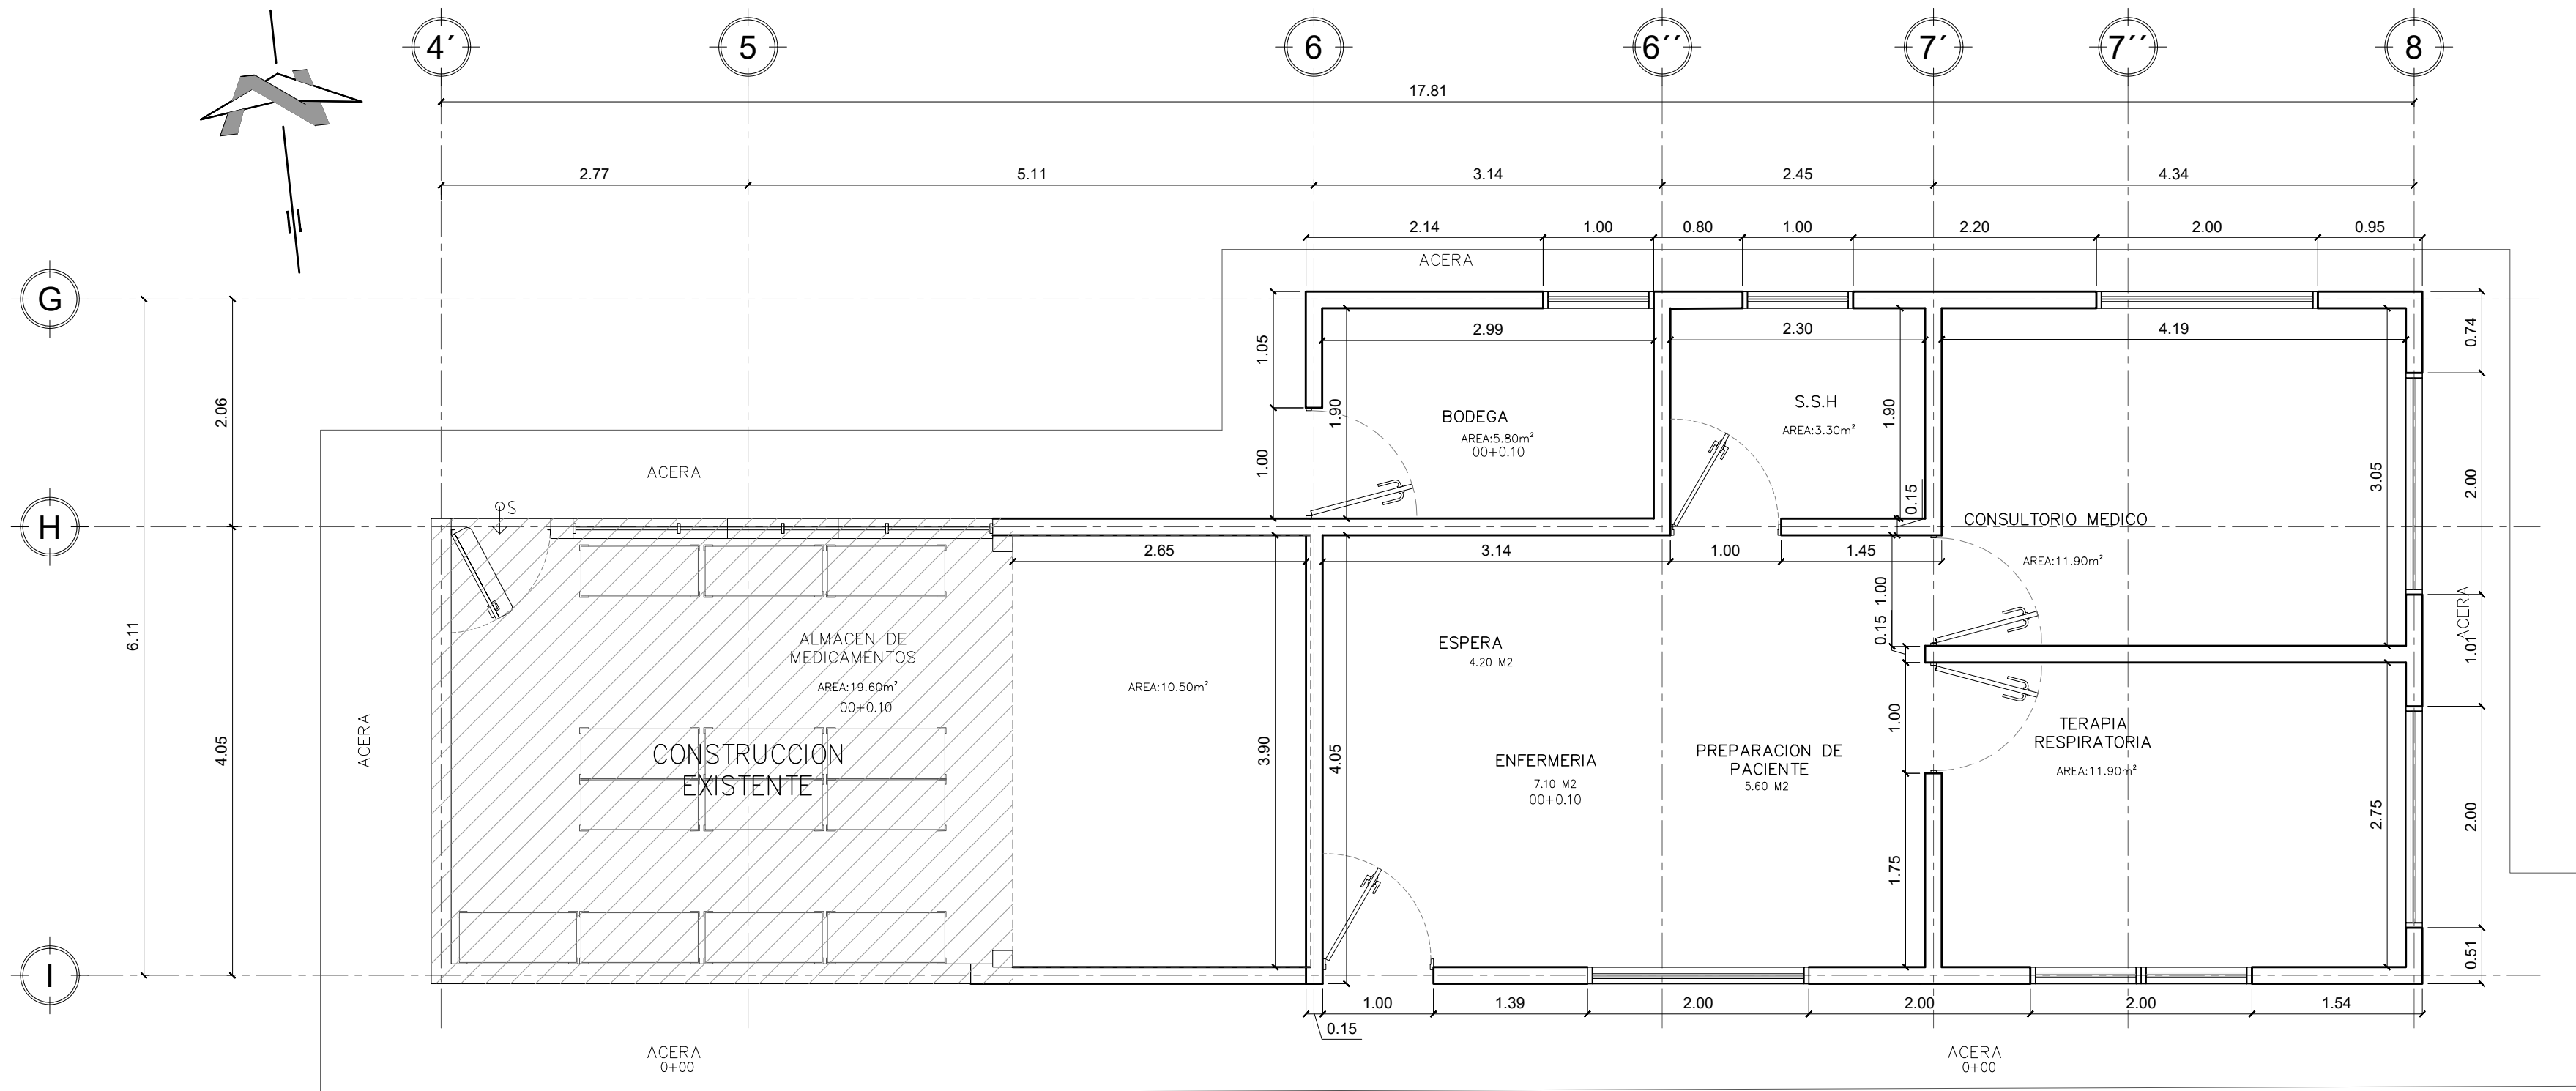 4´ 5 6 6´´ 7´ 7´´ 8
17.81
2.77 5.11 3.14 2.45 4.34
2.14 1.00 0.80 1.00 2.20 2.00 0.95
ACERA
G
2.99 2.30 4.19
1.05
0.74
2.06
1.90
1.90
BODEGA
AREA:5.80m²
00+0.10
S.S.H
AREA:3.30m²
1.00
3.05
2.00
ACERA
S
0.15
H
CONSULTORIO MEDICO
AREA:11.90m²
2.65 3.14 1.00 1.45
1.00
0.15
ACERA
1.01
6.11
ALMACEN DE
MEDICAMENTOS
AREA:19.60m²
00+0.10
AREA:10.50m²
ESPERA
4.20 M2
4.05
ACERA
CONSTRUCCION
EXISTENTE
3.90
4.05
ENFERMERIA
7.10 M2
00+0.10
PREPARACION DE
PACIENTE
5.60 M2
1.00
TERAPIA
RESPIRATORIA
AREA:11.90m²
2.75
2.00
1.75
0.51
I
1.00 1.39 2.00 2.00 2.00 1.54
0.15
ACERA
0+00
ACERA
0+00